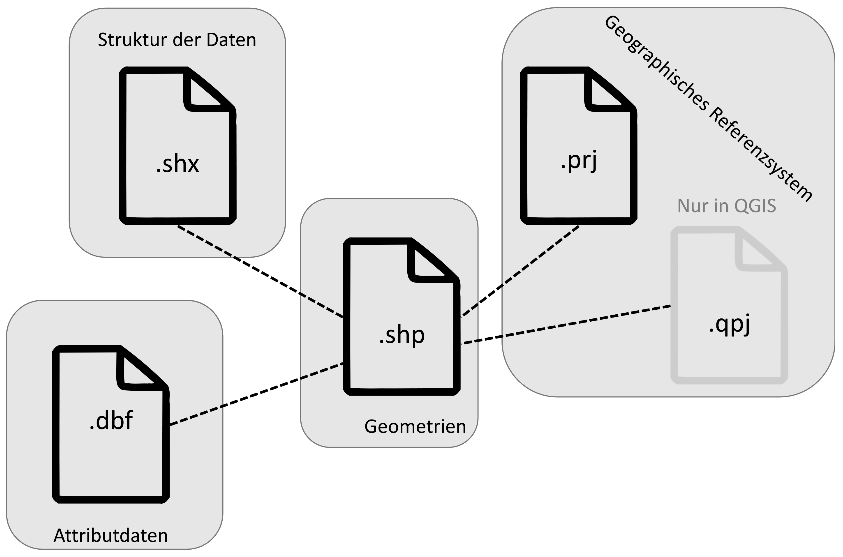 Struktur der Daten
.shx
Geographisches Referenzsystem
.prj
Nur in QGIS
.qpj
.shp
Geometrien
.dbf
Attributdaten